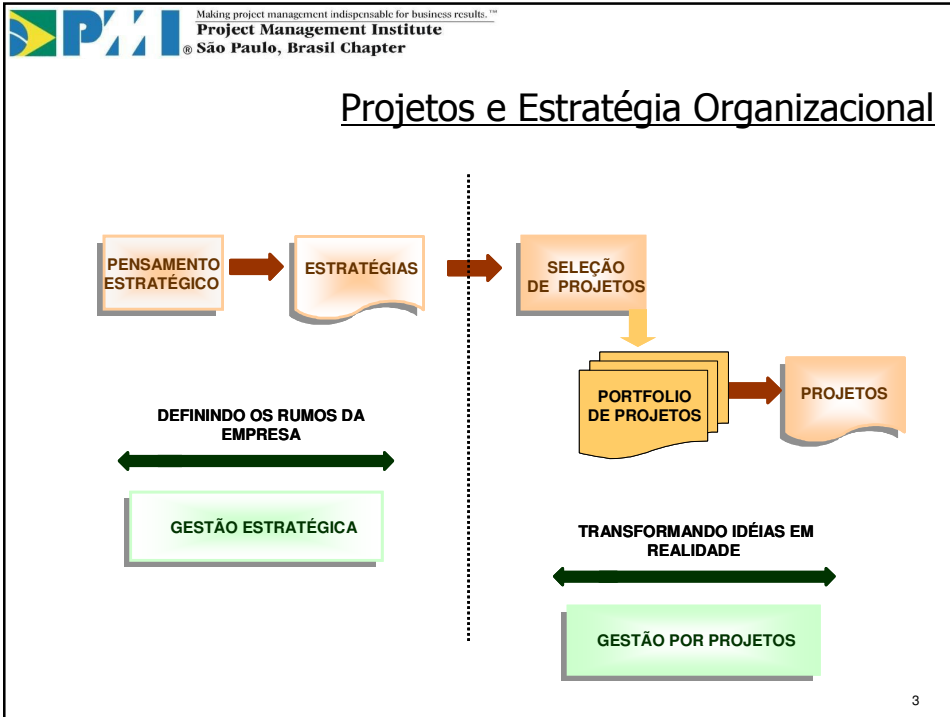 PMI
Making project management indispensable for business results.™
Project Management Institute
® São Paulo, Brasil Chapter
Projetos e Estratégia Organizacional
PENSAMENTO
ESTRATÉGICO
ESTRATÉGIAS
SELEÇÃO
DE PROJETOS
PORTFOLIO
DE PROJETOS
PROJETOS
DEFININDO OS RUMOS DA
EMPRESA
GESTÃO ESTRATÉGICA
TRANSFORMANDO IDÉIAS EM
REALIDADE
GESTÃO POR PROJETOS
3